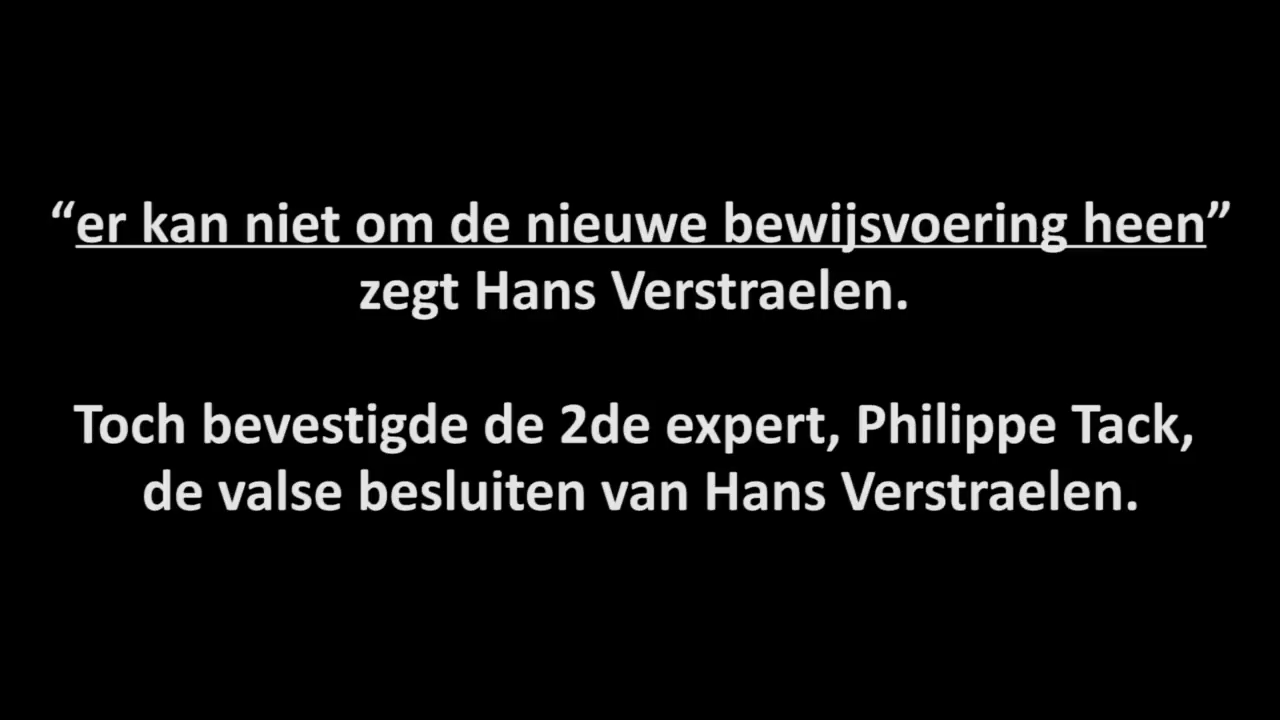 “er kan niet om de nieuwe bewijsvoering heen”
zegt Hans Verstraelen.
Toch bevestigde de 2de expert, Philippe Tack,
de valse besluiten van Hans Verstraelen.